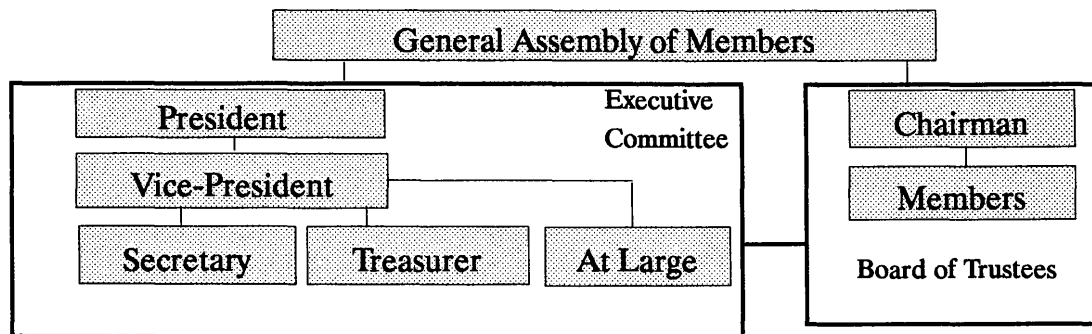 General Assembly of Members
President
Executive
Committee
Vice-President
Secretary
Treasurer
At Large
Chairman
Members
Board of Trustees